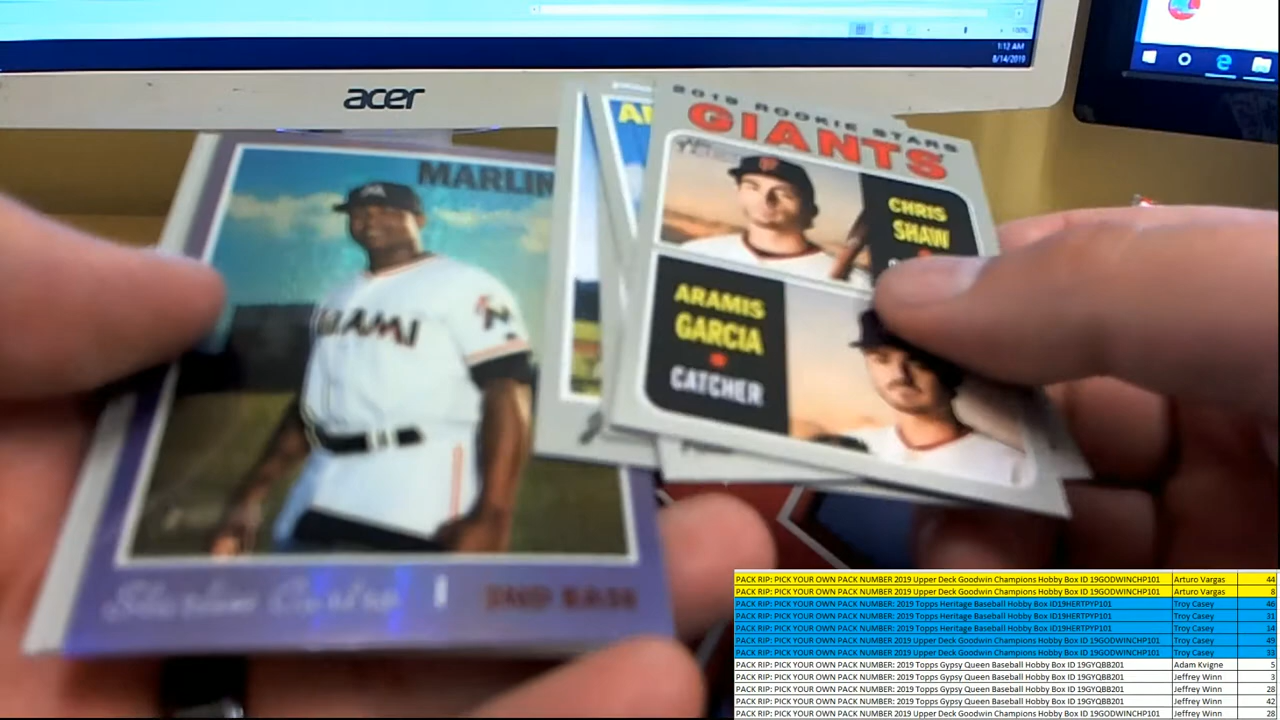 100%
1:12 AM
8/14/2019
acer
MARLIN
MIAMI
2ND BASE
2019 ROOKIE STARS
GIANTS
CHRIS
SHAW
ARAMIS
GARCIA
CATCHER
PACK RIP: PICK YOUR OWN PACK NUMBER 2019 Upper Deck Goodwin Champions Hobby Box ID 19GODWINCHP101 Arturo Vargas 44
PACK RIP: PICK YOUR OWN PACK NUMBER 2019 Upper Deck Goodwin Champions Hobby Box ID 19GODWINCHP101 Arturo Vargas 8
PACK RIP: PICK YOUR OWN PACK NUMBER: 2019 Topps Heritage Baseball Hobby Box ID19HERTPYP101 Troy Casey 46
PACK RIP: PICK YOUR OWN PACK NUMBER: 2019 Topps Heritage Baseball Hobby Box ID19HERTPYP101 Troy Casey 31
PACK RIP: PICK YOUR OWN PACK NUMBER: 2019 Topps Heritage Baseball Hobby Box ID19HERTPYP101 Troy Casey 14
PACK RIP: PICK YOUR OWN PACK NUMBER: 2019 Upper Deck Goodwin Champions Hobby Box ID 19GODWINCHP101 Troy Casey 49
PACK RIP: PICK YOUR OWN PACK NUMBER: 2019 Upper Deck Goodwin Champions Hobby Box ID 19GODWINCHP101 Troy Casey 33
PACK RIP: PICK YOUR OWN PACK NUMBER: 2019 Topps Gypsy Queen Baseball Hobby Box ID 19GYQBB201 Adam Kvigne 5
PACK RIP: PICK YOUR OWN PACK NUMBER: 2019 Topps Gypsy Queen Baseball Hobby Box ID 19GYQBB201 Jeffrey Winn 3
PACK RIP: PICK YOUR OWN PACK NUMBER: 2019 Topps Gypsy Queen Baseball Hobby Box ID 19GYQBB201 Jeffrey Winn 28
PACK RIP: PICK YOUR OWN PACK NUMBER: 2019 Topps Gypsy Queen Baseball Hobby Box ID 19GYQBB201 Jeffrey Winn 42
PACK RIP: PICK YOUR OWN PACK NUMBER: 2019 Upper Deck Goodwin Champions Hobby Box ID 19GODWINCHP101 Jeffrey Winn 28